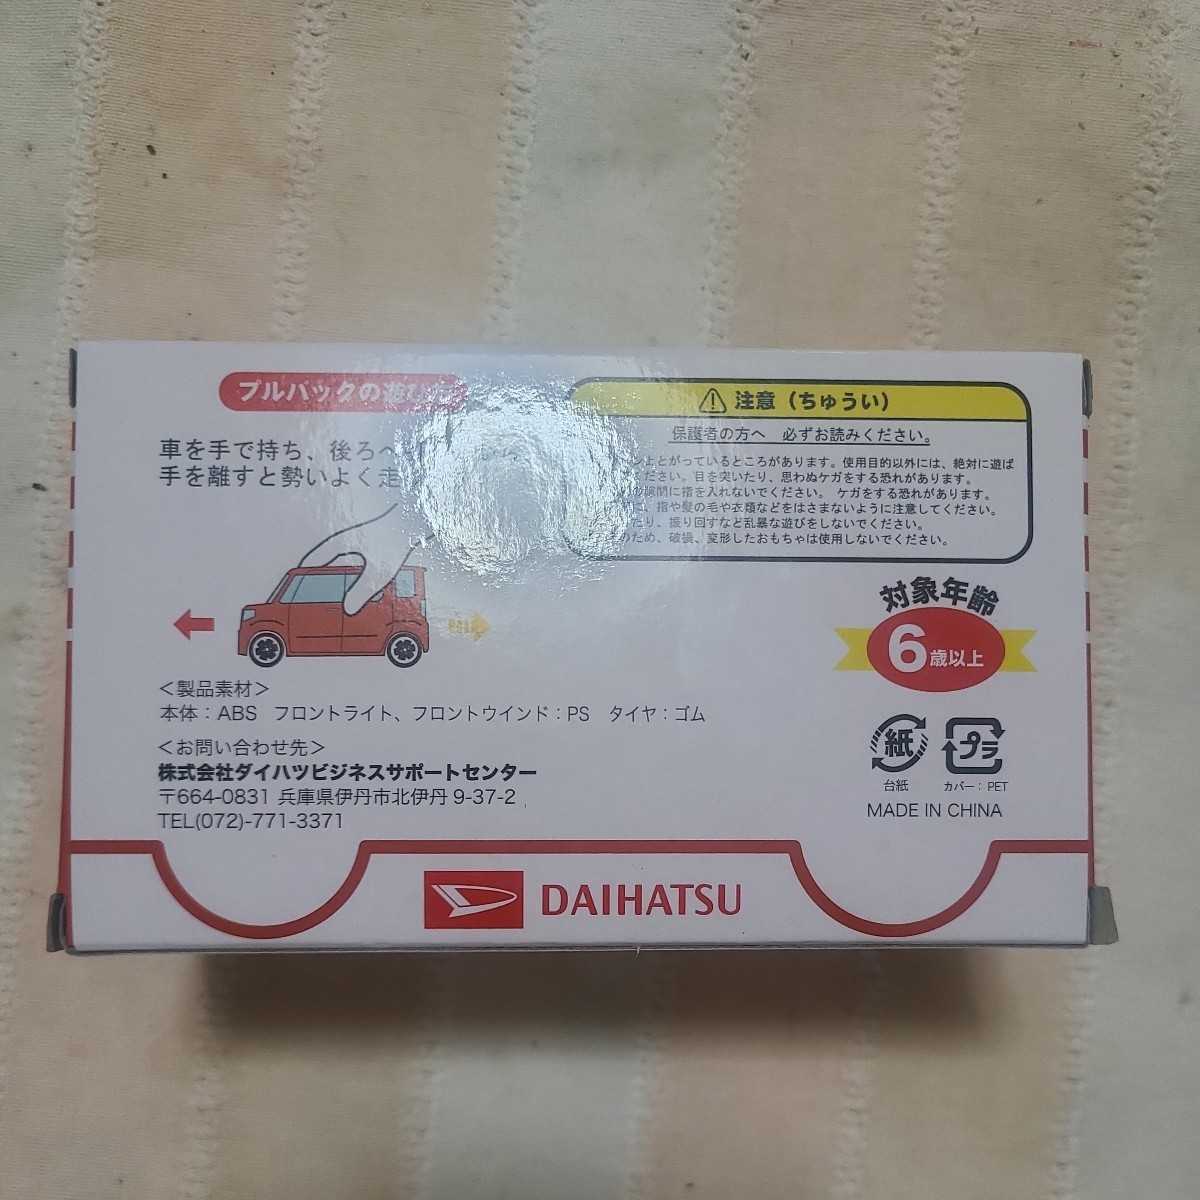 プルバックの遊び
車を手で持ち、後ろへ
手を離すと勢いよく走
注意（ちゅうい）
保護者の方へ 必ずお読みください。
とがっているところがあります。使用目的以外には、絶対に遊ば
ださい。目を突いたり、思わぬケガをする恐れがあります。
隙間に指を入れないでください。 ケガをする恐れがあります。
に、指や髪の毛や衣類などをはさまないように注意してください。
たり、振り回すなど乱暴な遊びをしないでください。
のため、破損、変形したおもちゃは使用しないでください。
対象年齢
6歳以上
＜製品素材＞
本体：ABS フロントライト、フロントウインド：PS タイヤ：ゴム
＜お問い合わせ先＞
株式会社ダイハツビジネスサポートセンター
〒664-0831 兵庫県伊丹市北伊丹 9-37-2
TEL(072)-771-3371
紙
台紙
プラ
カバー：PET
MADE IN CHINA
DAIHATSU